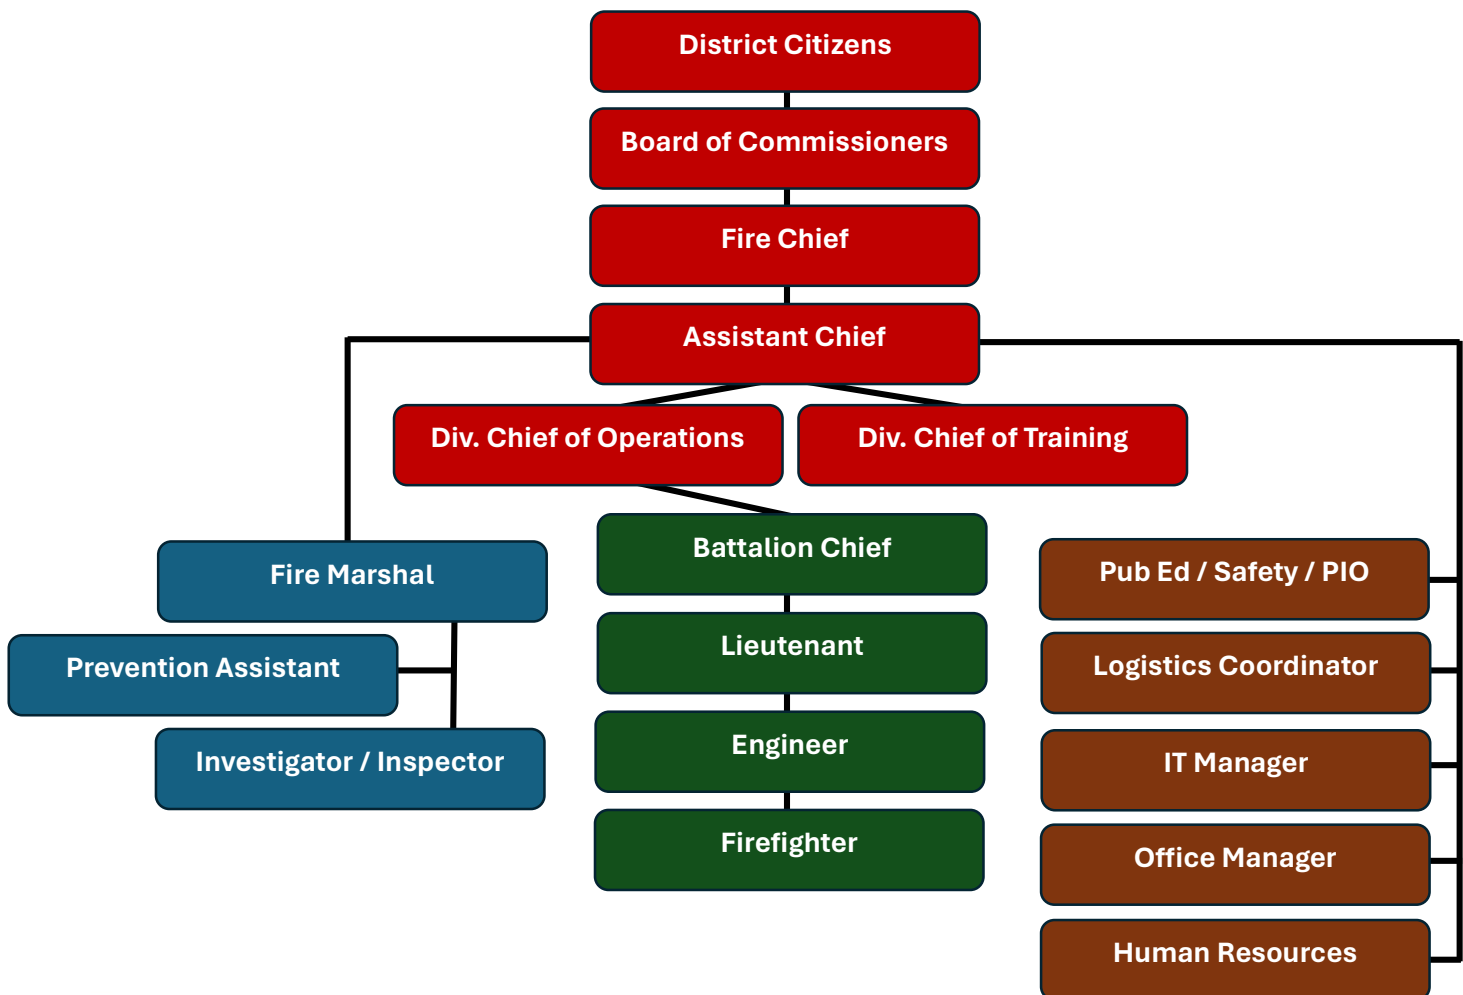 District Citizens
Board of Commissioners
Fire Chief
Assistant Chief
Div. Chief of Operations
Div. Chief of Training
Fire Marshal
Prevention Assistant
Investigator / Inspector
Battalion Chief
Lieutenant
Engineer
Firefighter
Pub Ed / Safety / PIO
Logistics Coordinator
IT Manager
Office Manager
Human Resources